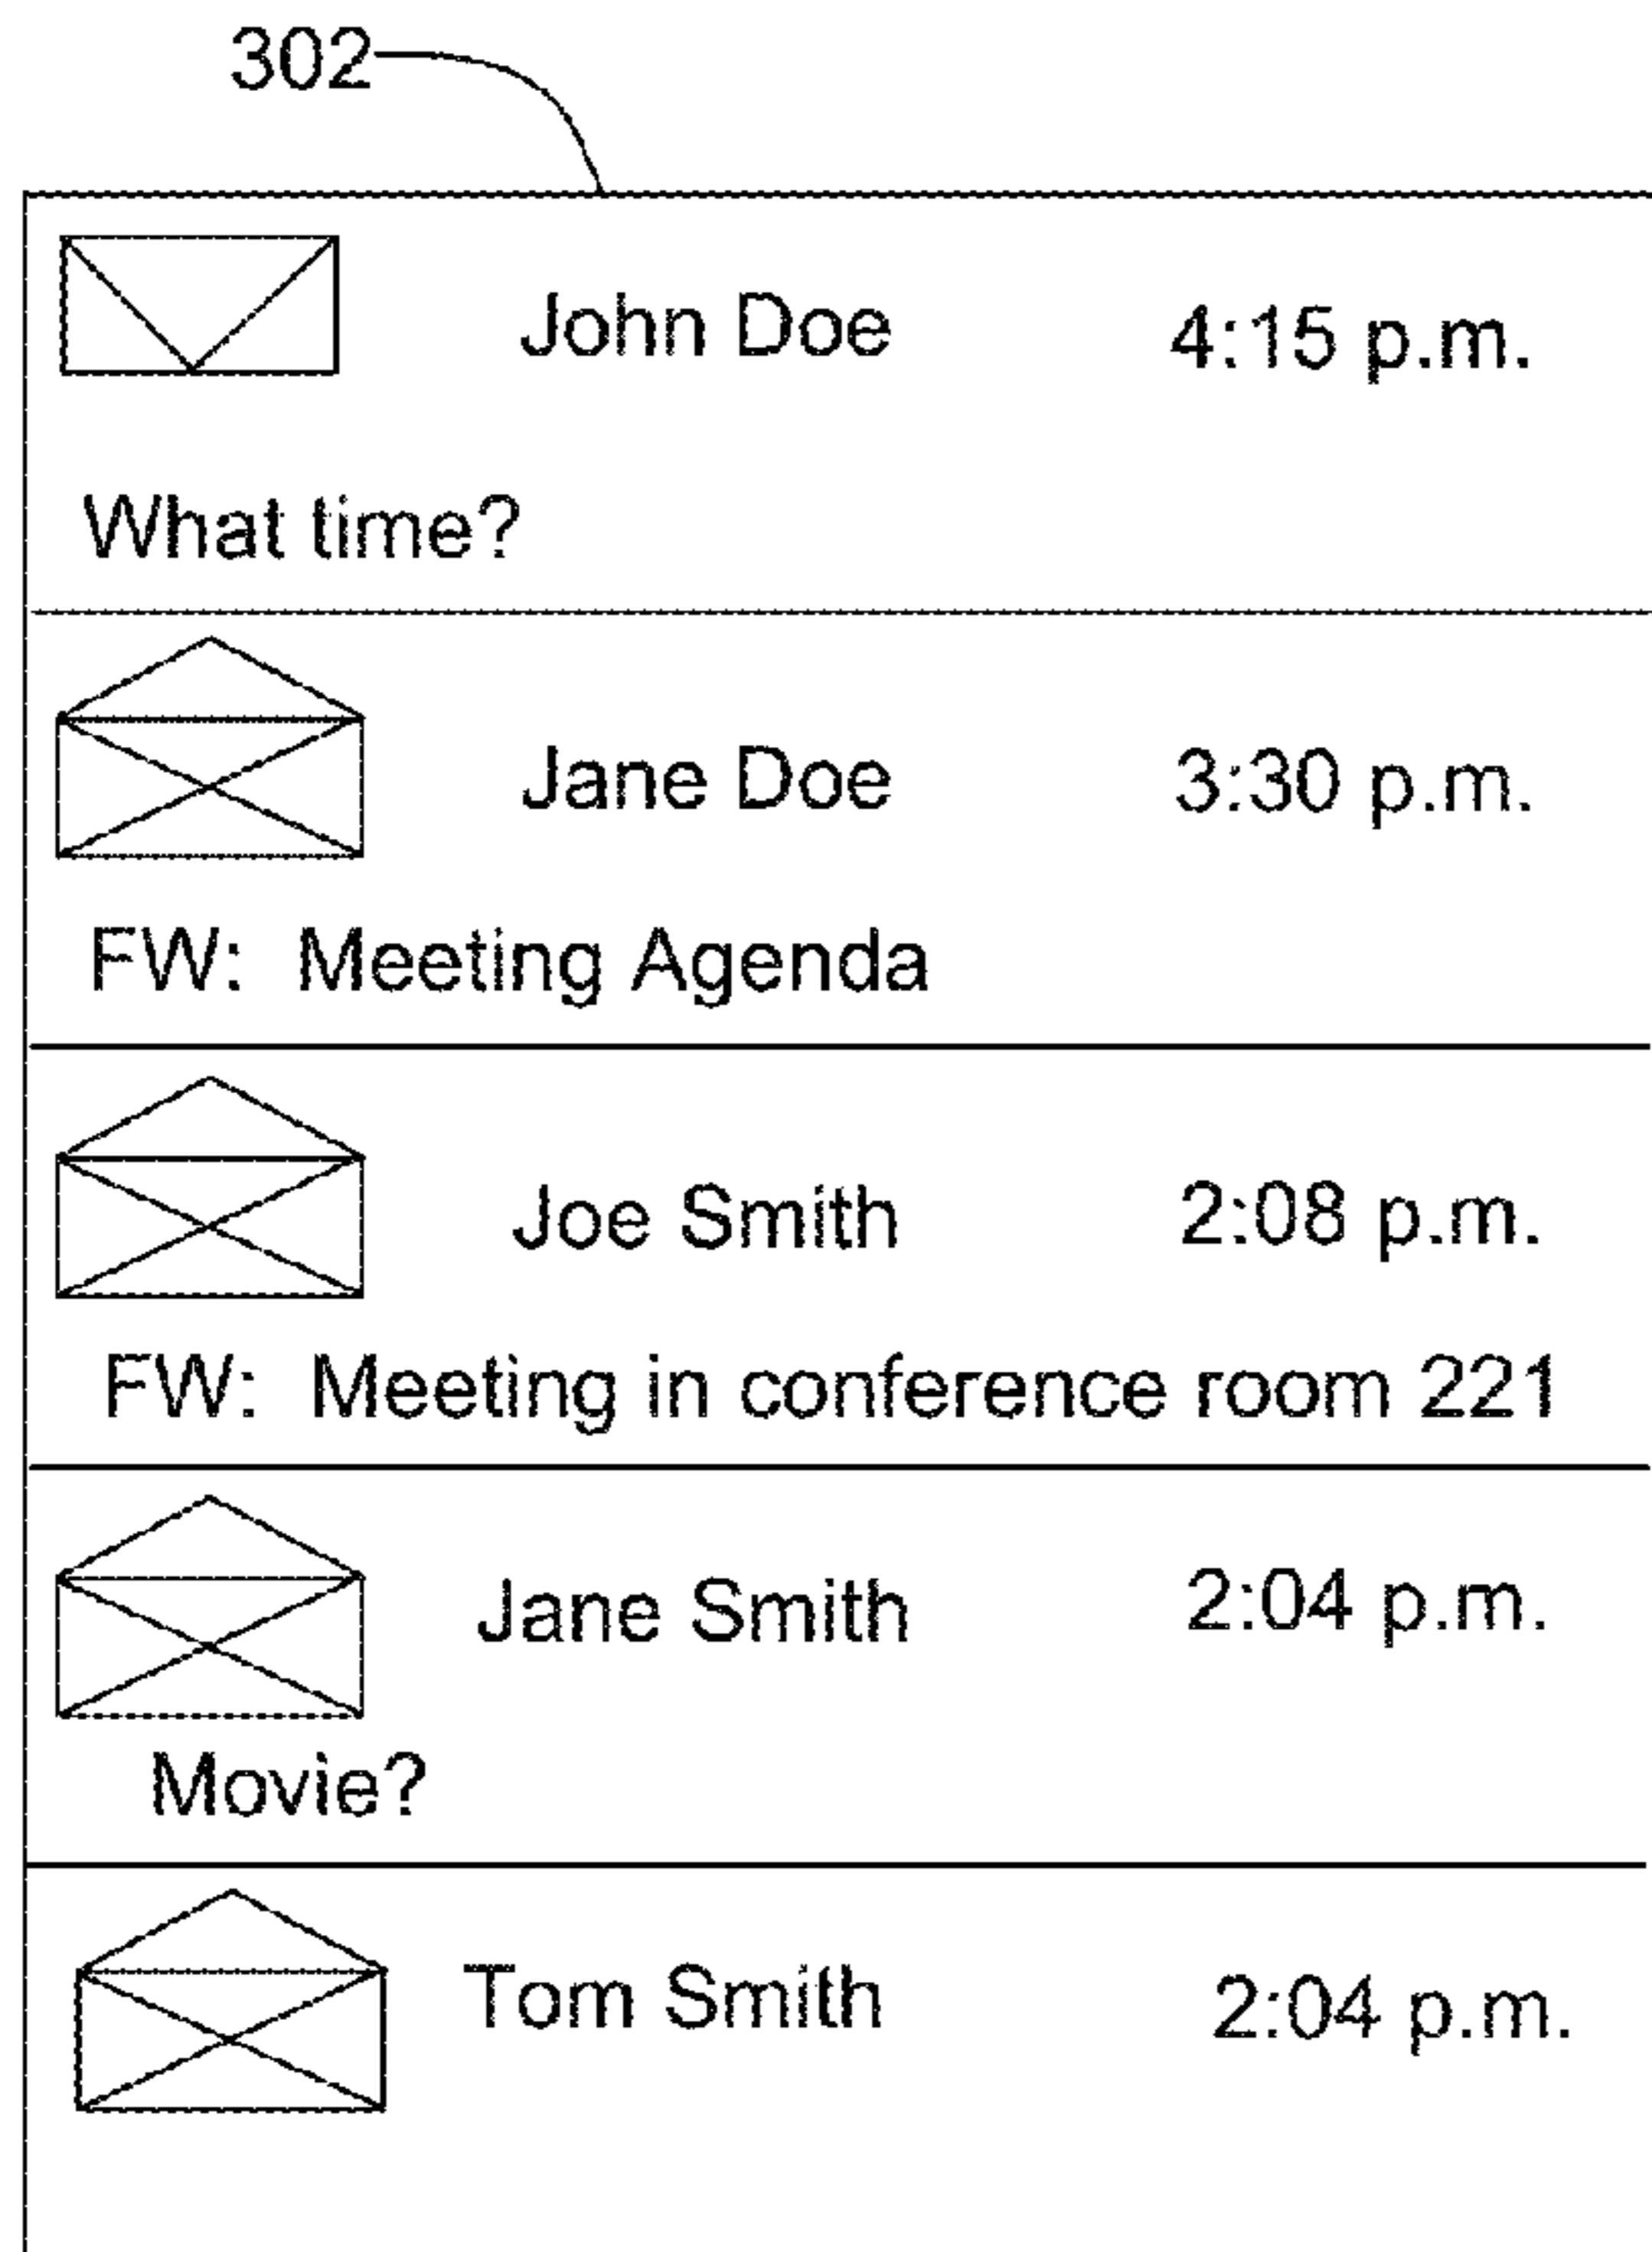 302
John Doe 4:15 p.m.
What time?
Jane Doe 3:30 p.m.
FW: Meeting Agenda
Joe Smith 2:08 p.m.
FW: Meeting in conference room 221
Jane Smith 2:04 p.m.
Movie?
Tom Smith 2:04 p.m.